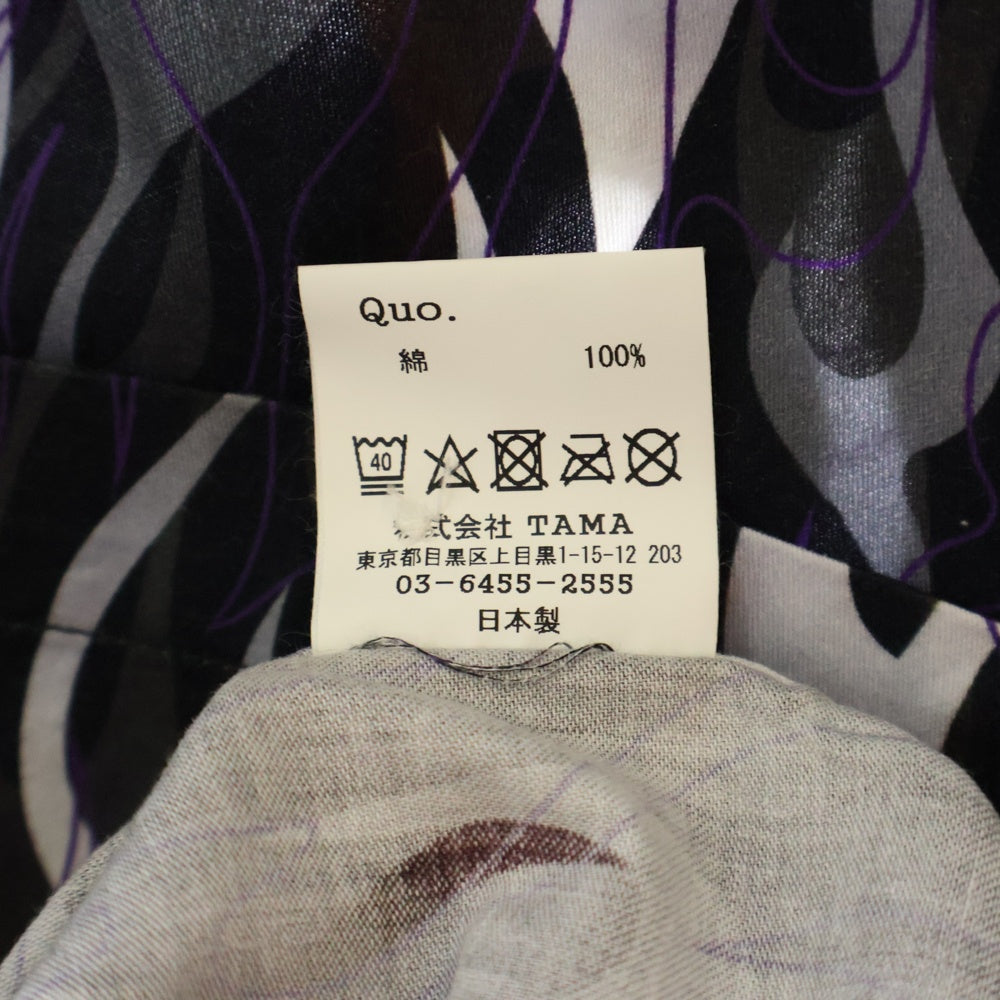 Quo.
綿 100%
40
株式会社 TAMA
東京都目黒区上目黒1-15-12 203
03-6455-2555
日本製